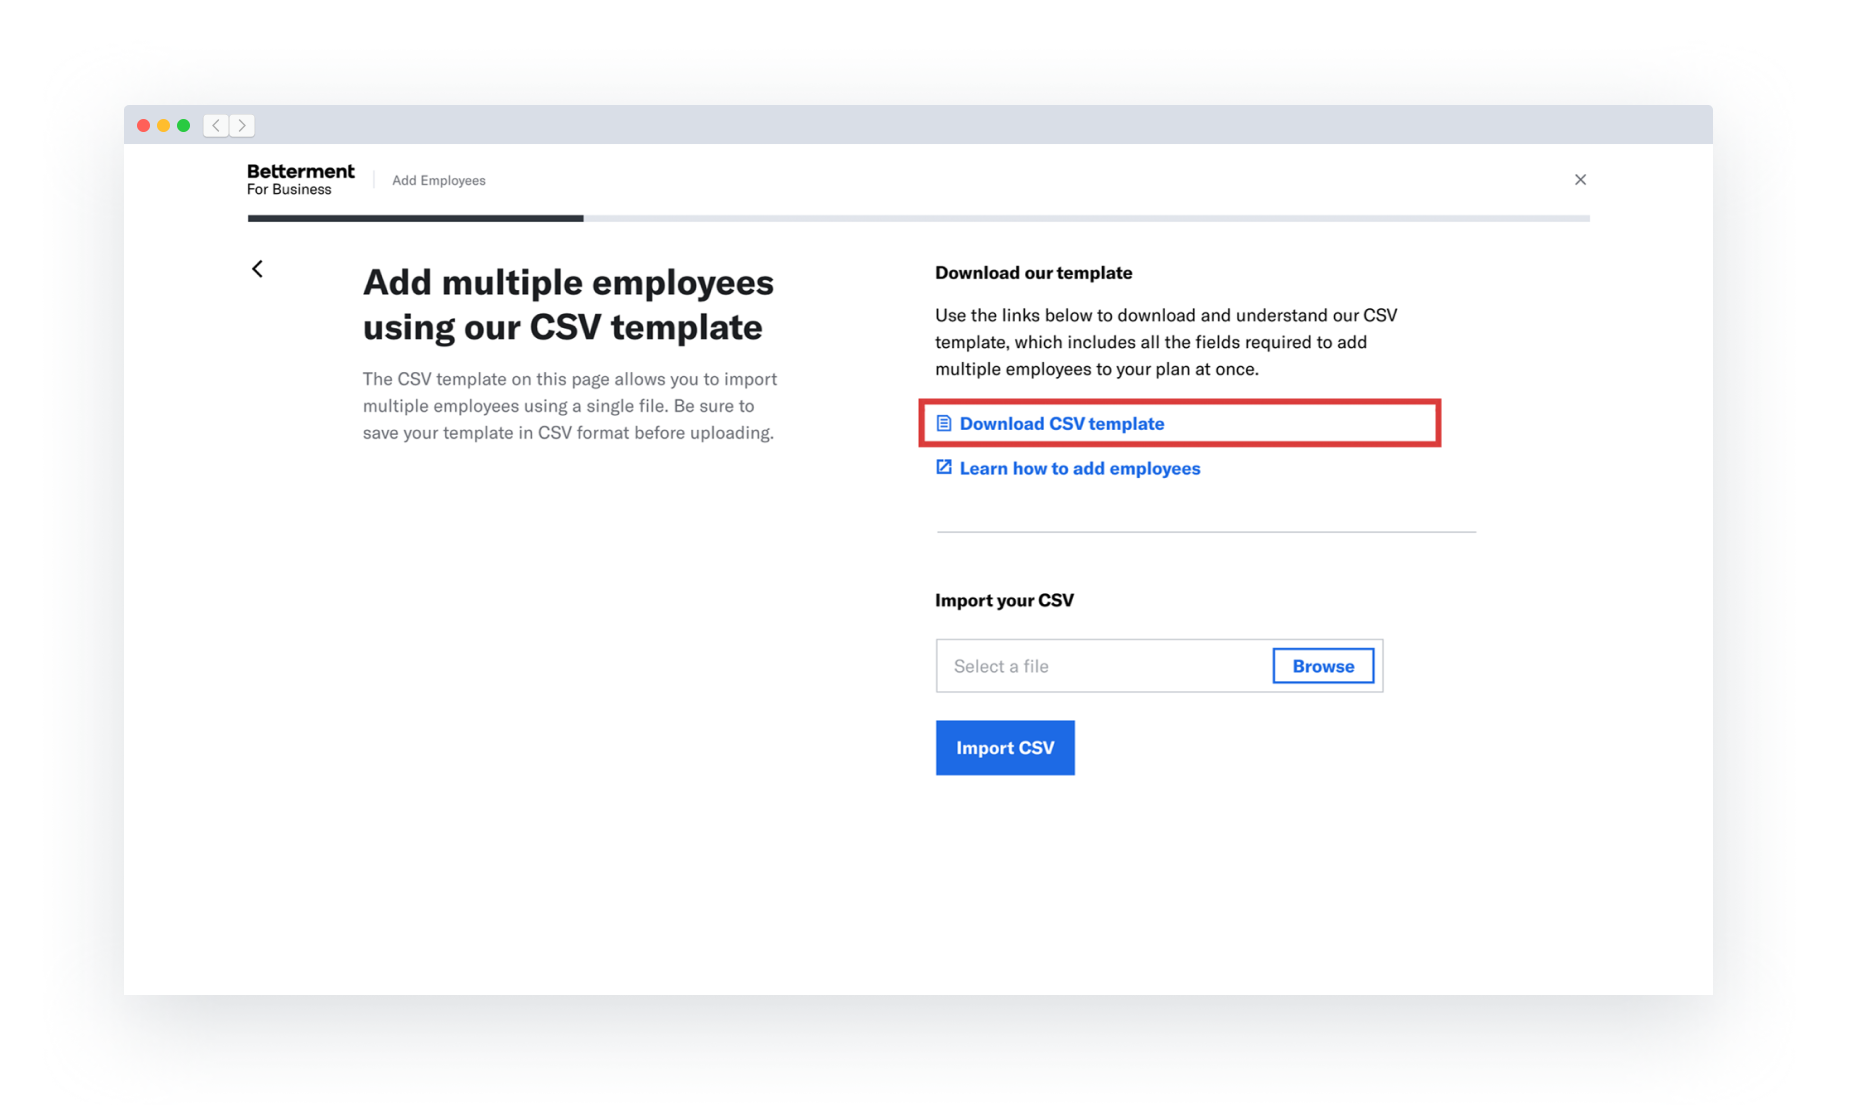 Betterment
For Business
Add Employees
Add multiple employees
using our CSV template
The CSV template on this page allows you to import
multiple employees using a single file. Be sure to
save your template in CSV format before uploading.
Download our template
Use the links below to download and understand our CSV
template, which includes all the fields required to add
multiple employees to your plan at once.
Download CSV template
Learn how to add employees
Import your CSV
Select a file
Browse
Import CSV